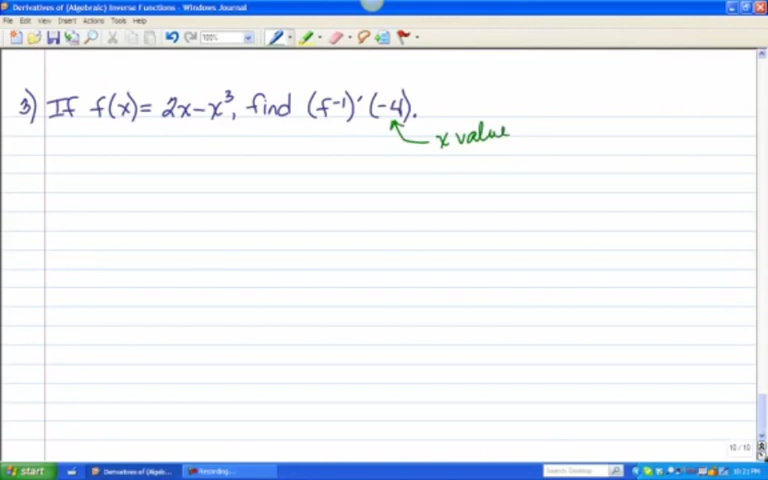 Derivatives of (Algebraic) Inverse Functions - Windows Journal
File Edit View Insert Actions Tools Help
100%
3) If f(x) = 2x - x³, find (f-1)′ (-4).
x value
10 / 10
start
Derivatives of (Algeb...
Recording...
Search Desktop
10:21 PM